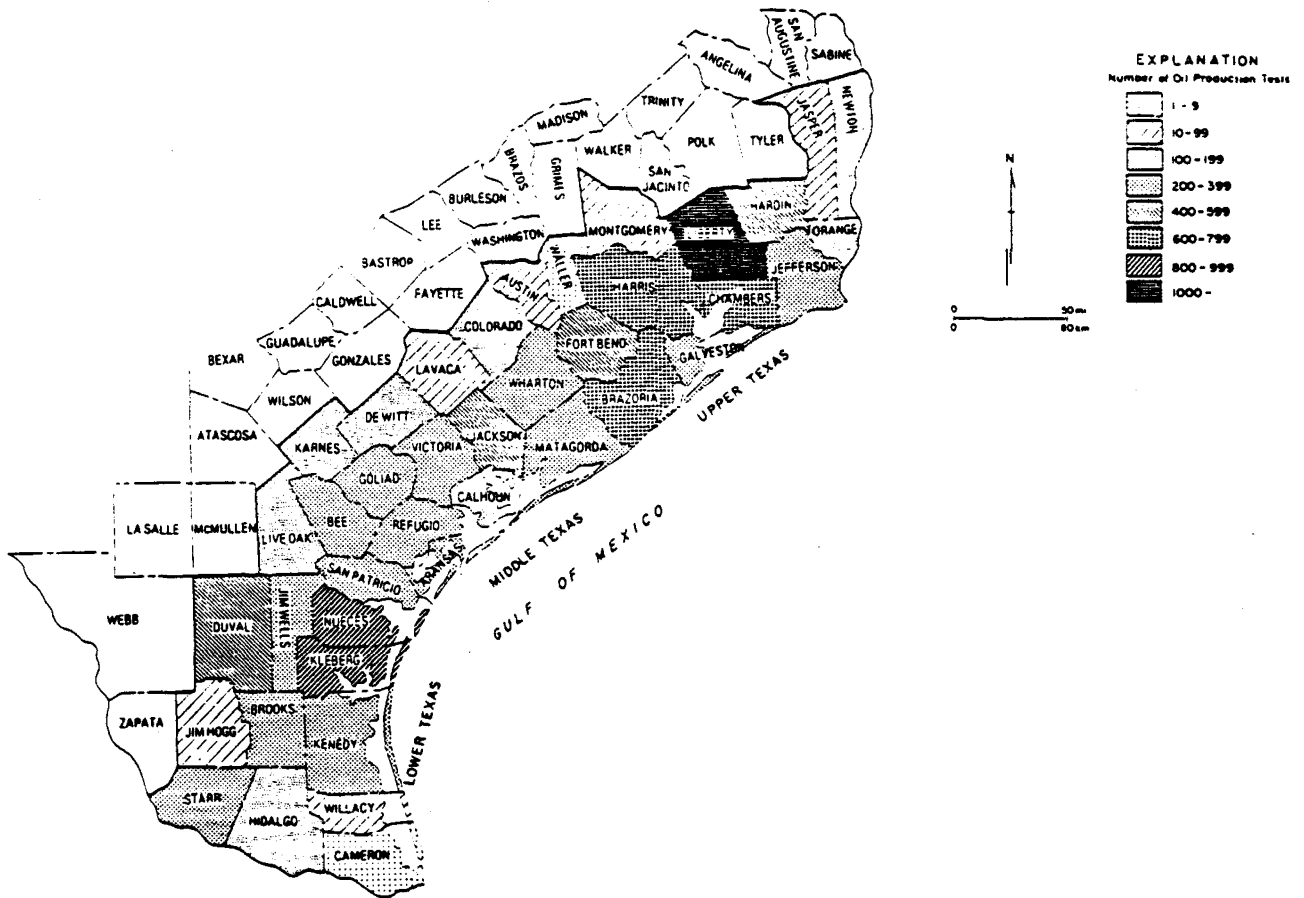 EXPLANATION
Number of Oil Production Tests
1 - 9
10-99
100-199
200-399
400-599
600-799
800-999
1000-
N
0 50 mi
0 80 km
SAN AUGUSTINE
SABINE
ANGELINA
NEWTON
JASPER
TRINITY
MADISON
POLK
TYLER
WALKER
BRAZOS
GRIMES
SAN JACINTO
BURLESON
HARDIN
LEE
WASHINGTON
MONTGOMERY
LIBERTY
ORANGE
BASTROP
WALLER
JEFFERSON
AUSTIN
HARRIS
CHAMBERS
CALDWELL
FAYETTE
COLORADO
GUADALUPE
FORT BEND
BEXAR
GONZALES
LAVACA
GALVESTON
WHARTON
WILSON
BRAZORIA
UPPER TEXAS
DE WITT
ATASCOSA
KARNES
VICTORIA
JACKSON
MATAGORDA
GOLIAD
CALHOUN
LA SALLE
McMULLEN
LIVE OAK
BEE
REFUGIO
ARANSAS
MIDDLE TEXAS
GULF OF MEXICO
SAN PATRICIO
WEBB
DUVAL
JIM WELLS
NUECES
KLEBERG
ZAPATA
JIM HOGG
BROOKS
KENEDY
LOWER TEXAS
STARR
HIDALGO
WILLACY
CAMERON